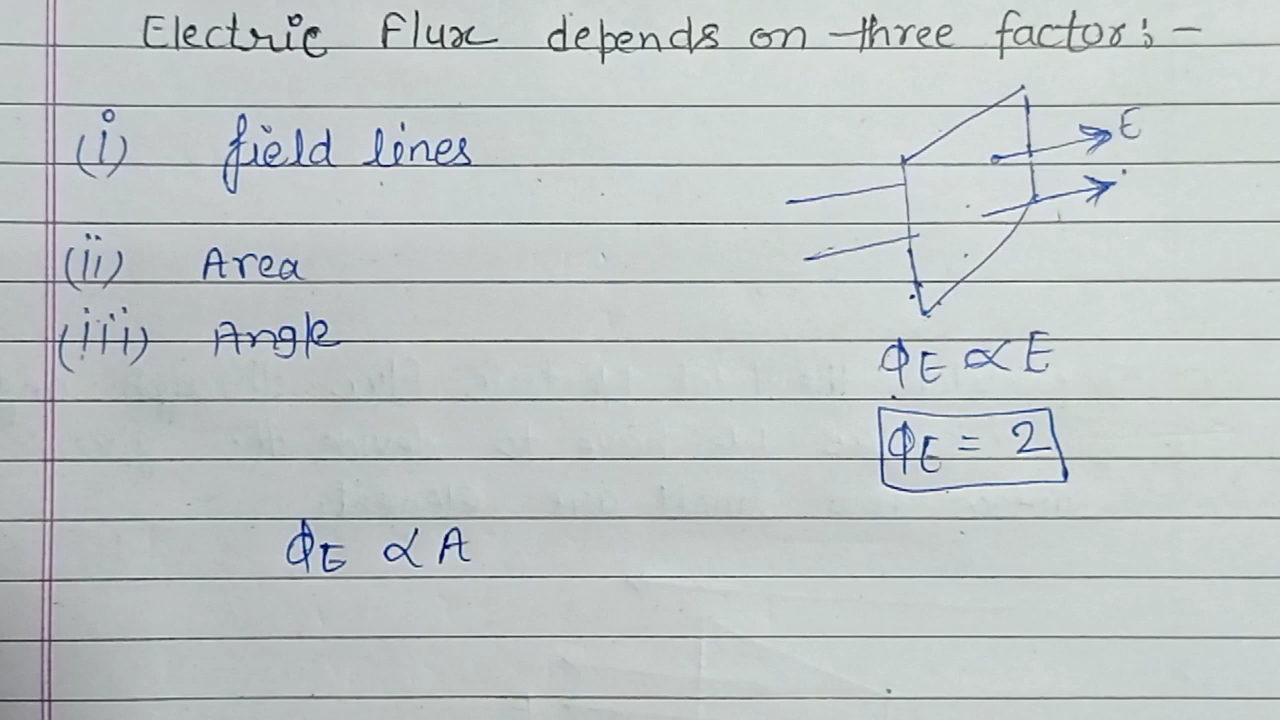 Electric Flux depends on three factor:-
(i) field lines
E
(ii) Area
(iii) Angle
ΦE ∝ E
ΦE = 2
ΦE ∝ A